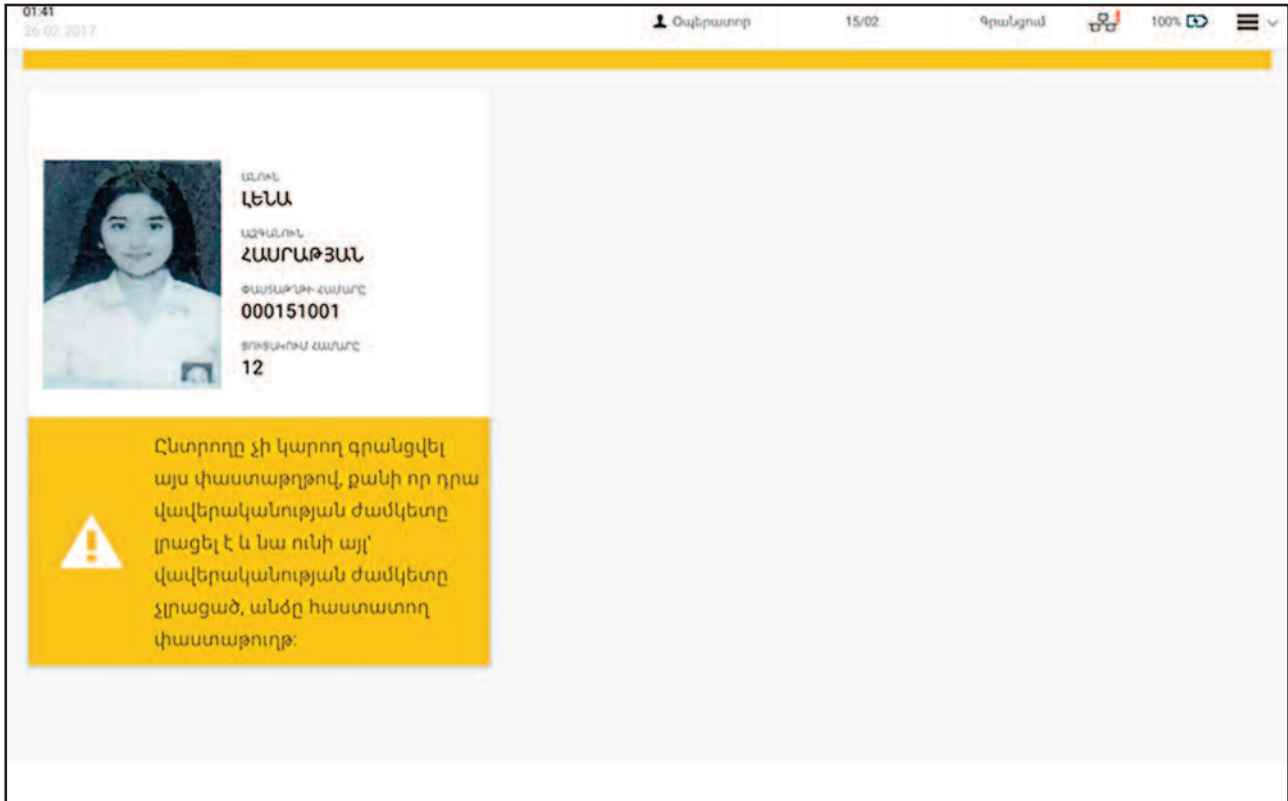 01:41
26.02.2017
Օպերատոր
15/02
Գրանցում
100%
ԱՆՈՒՆ
ԼԵՆԱ
ԱԶԳԱՆՈՒՆ
ՀԱՍՐԱԹՅԱՆ
ՓԱՍՏԱԹՂԹԻ ՀԱՄԱՐԸ
000151001
ՑՈՒՑԱԿՈՒՄ ՀԱՄԱՐԸ
12
Ընտրողը չի կարող գրանցվել
այս փաստաթղթով, քանի որ դրա
վավերականության ժամկետը
լրացել է և նա ունի այլ՝
վավերականության ժամկետը
չլրացած, անձը հաստատող
փաստաթուղթ: